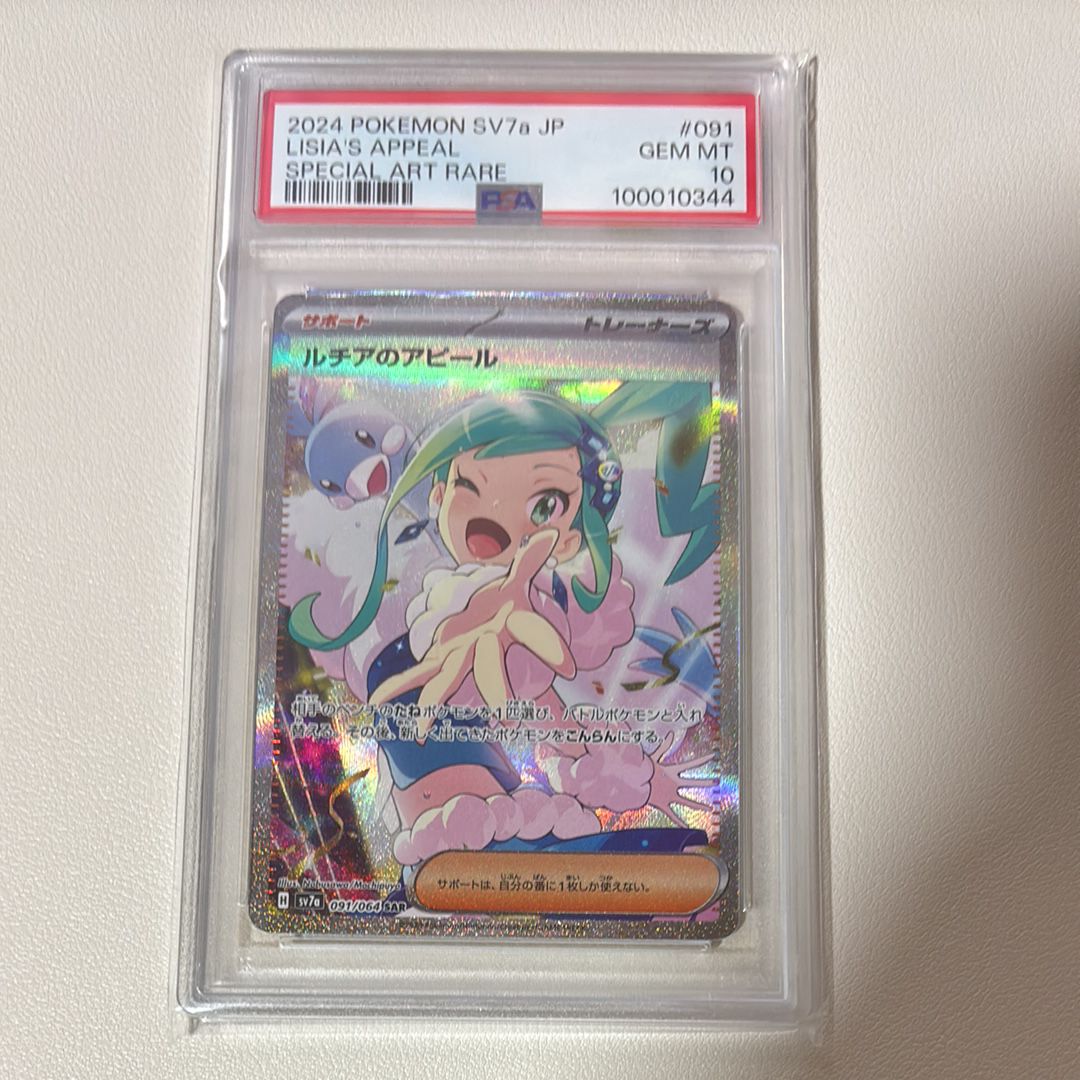 2024 POKEMON SV7a JP #091
LISIA'S APPEAL GEM MT
SPECIAL ART RARE 10
PSA 100010344
サポート トレーナーズ
ルチアのアピール
相手のベンチのたねポケモンを1匹選び、バトルポケモンと入れ
替える。その後、新しく出てきたポケモンをこんらんにする。
サポートは、自分の番に1枚しか使えない。
Illus. Nobusawa/Mochipuyo
H sv7a 091/064 SAR